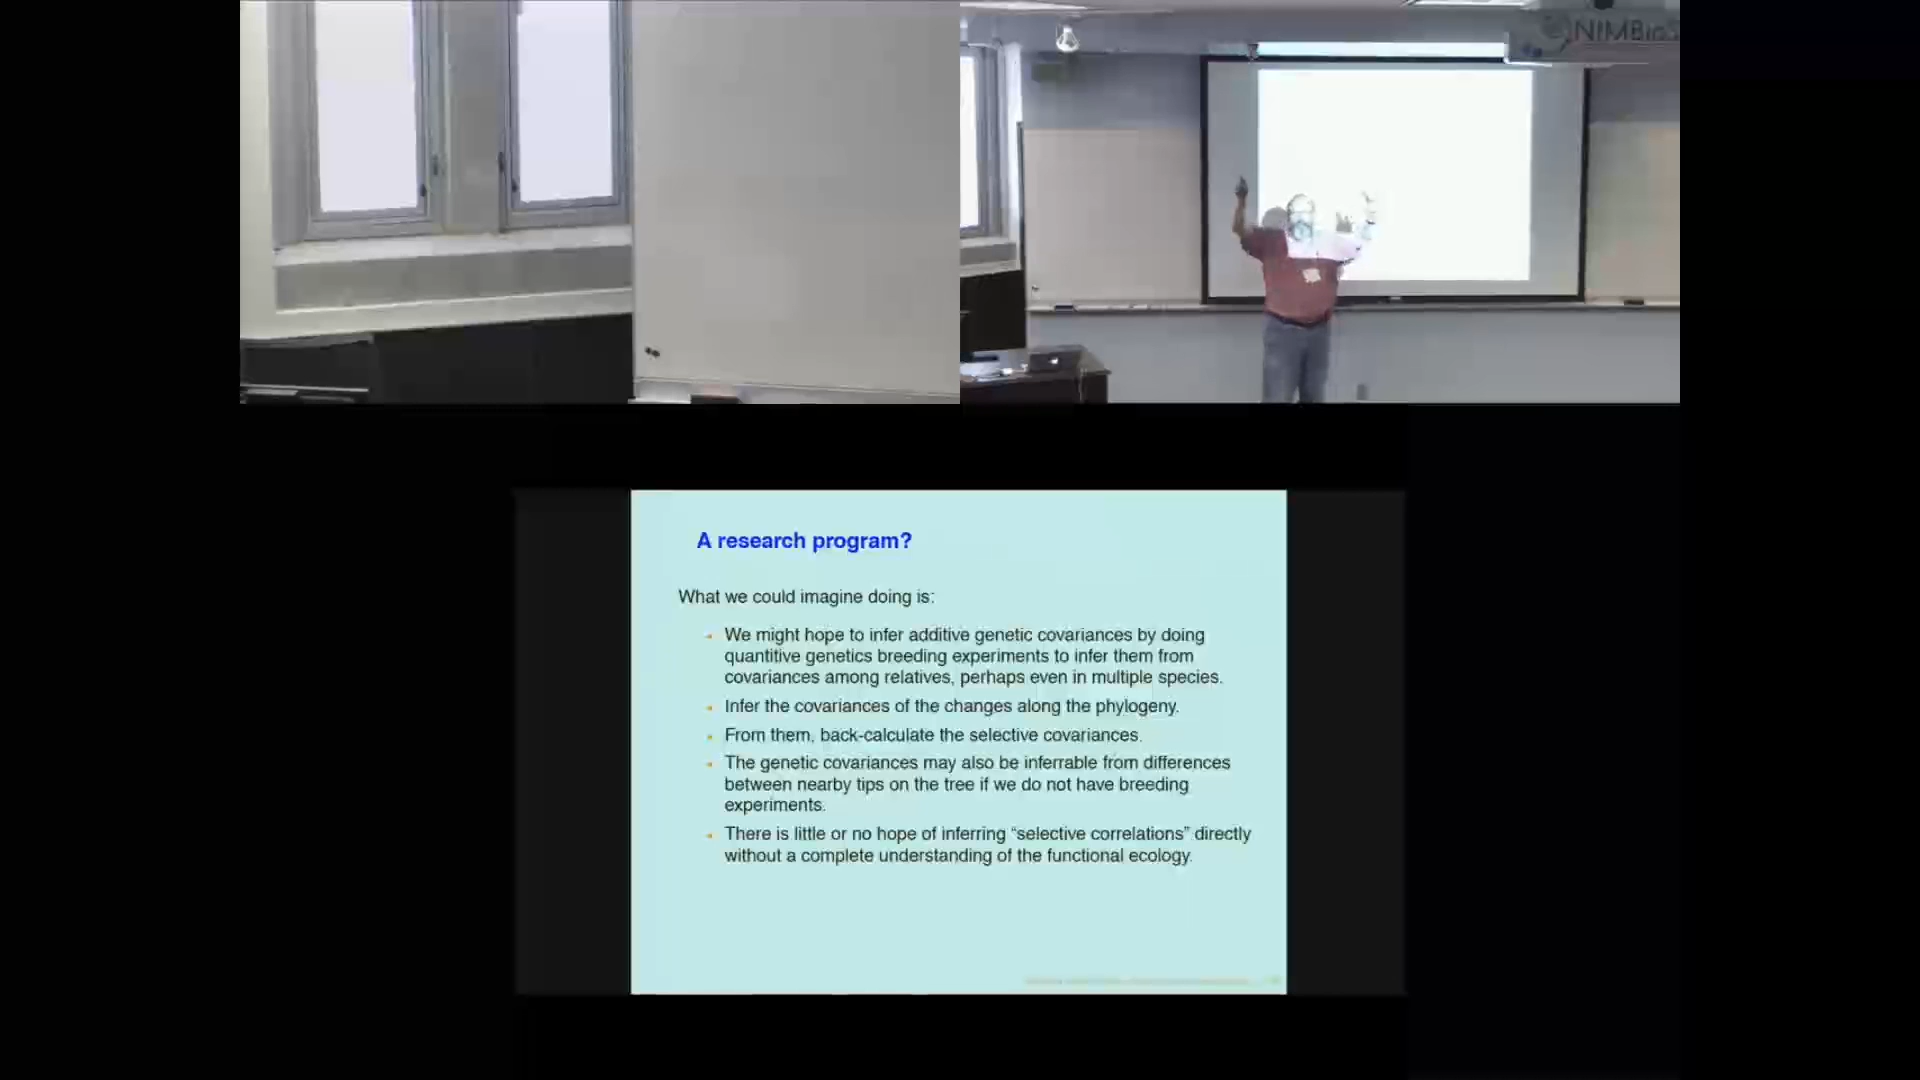 NIMBioS
A research program?
What we could imagine doing is:
We might hope to infer additive genetic covariances by doing
quantitive genetics breeding experiments to infer them from
covariances among relatives, perhaps even in multiple species.
Infer the covariances of the changes along the phylogeny.
From them, back-calculate the selective covariances.
The genetic covariances may also be inferrable from differences
between nearby tips on the tree if we do not have breeding
experiments.
There is little or no hope of inferring “selective correlations” directly
without a complete understanding of the functional ecology.